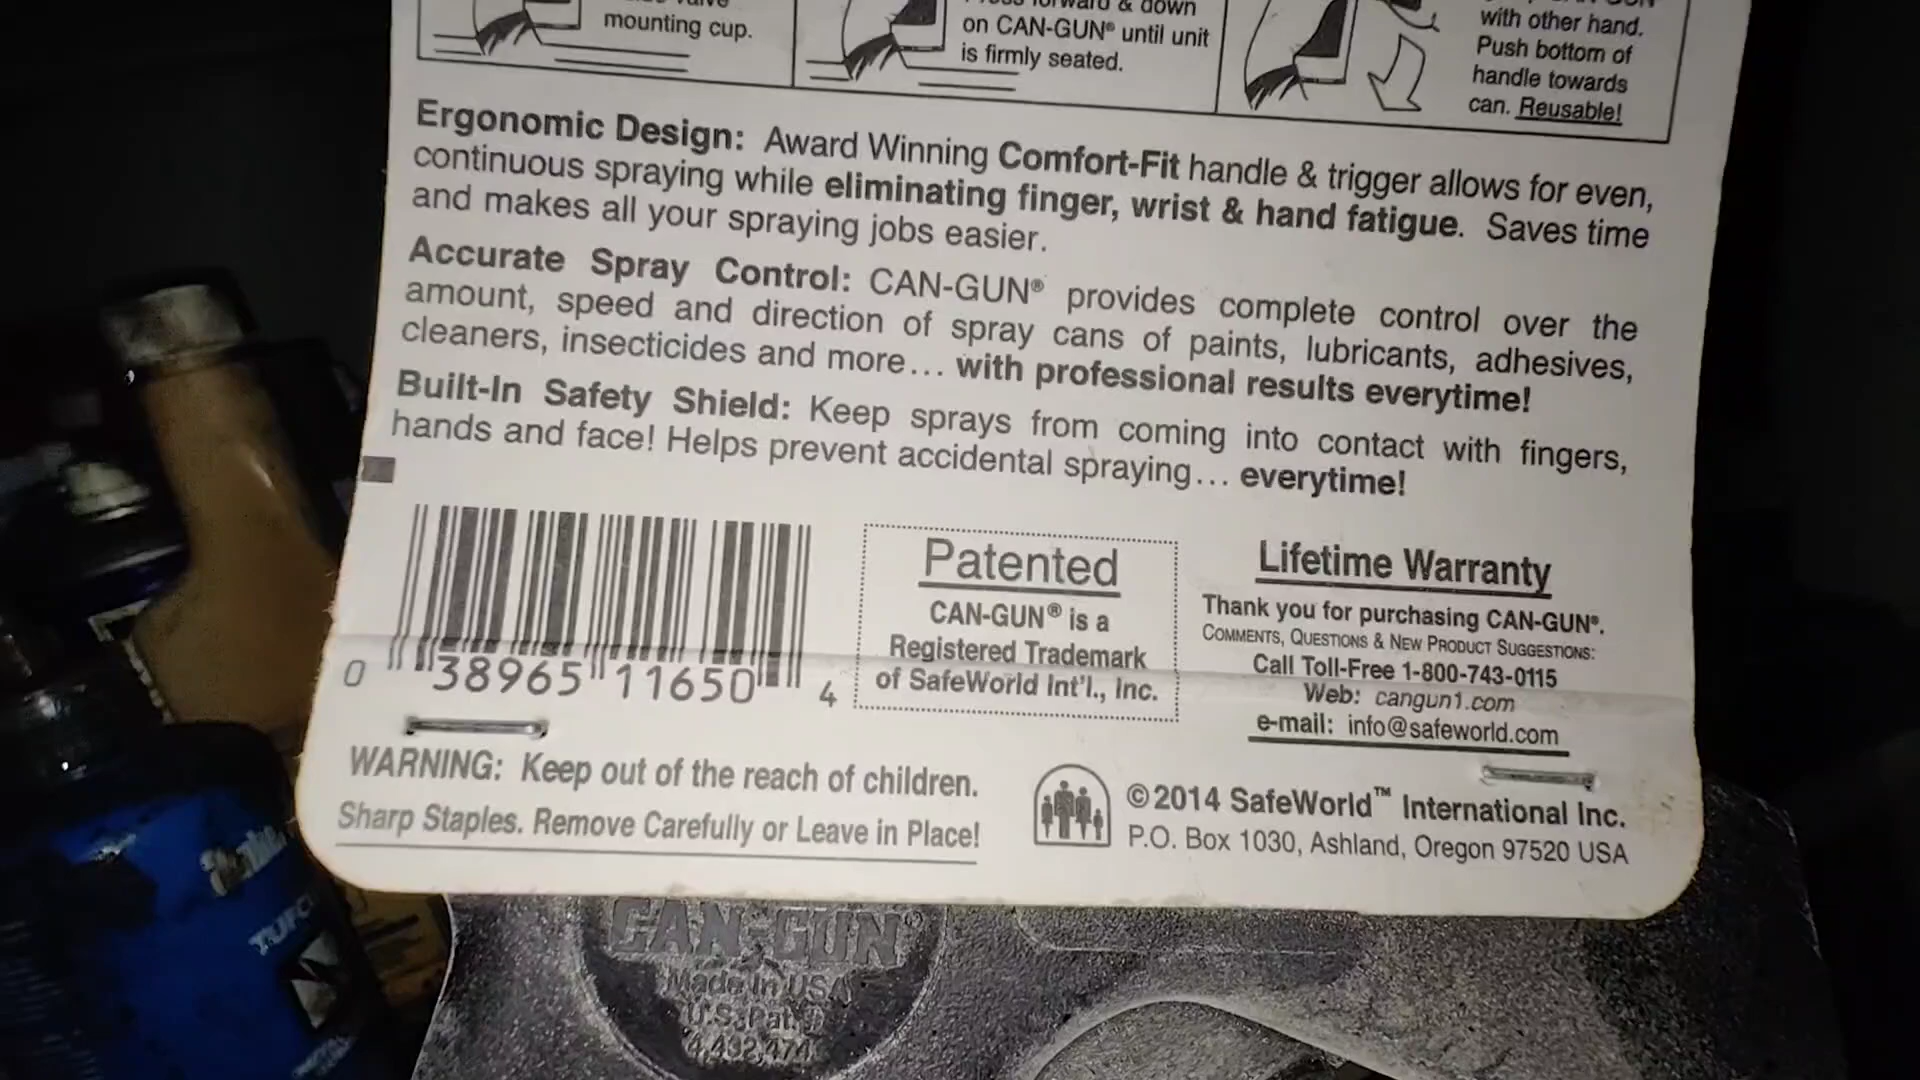 mounting cup.
& down
on CAN-GUN® until unit
is firmly seated.
with other hand.
Push bottom of
handle towards
can. Reusable!
Ergonomic Design: Award Winning Comfort-Fit handle & trigger allows for even,
continuous spraying while eliminating finger, wrist & hand fatigue. Saves time
and makes all your spraying jobs easier.
Accurate Spray Control: CAN-GUN® provides complete control over the
amount, speed and direction of spray cans of paints, lubricants, adhesives,
cleaners, insecticides and more... with professional results everytime!
Built-In Safety Shield: Keep sprays from coming into contact with fingers,
hands and face! Helps prevent accidental spraying... everytime!
0 38965 11650 4
Patented
CAN-GUN® is a
Registered Trademark
of SafeWorld Int'l., Inc.
Lifetime Warranty
Thank you for purchasing CAN-GUN®.
COMMENTS, QUESTIONS & NEW PRODUCT SUGGESTIONS:
Call Toll-Free 1-800-743-0115
Web: cangun1.com
e-mail: info@safeworld.com
WARNING: Keep out of the reach of children.
Sharp Staples. Remove Carefully or Leave in Place!
©2014 SafeWorld™ International Inc.
P.O. Box 1030, Ashland, Oregon 97520 USA
CAN-GUN®
Made in USA
U.S. Pat.
4,432,474